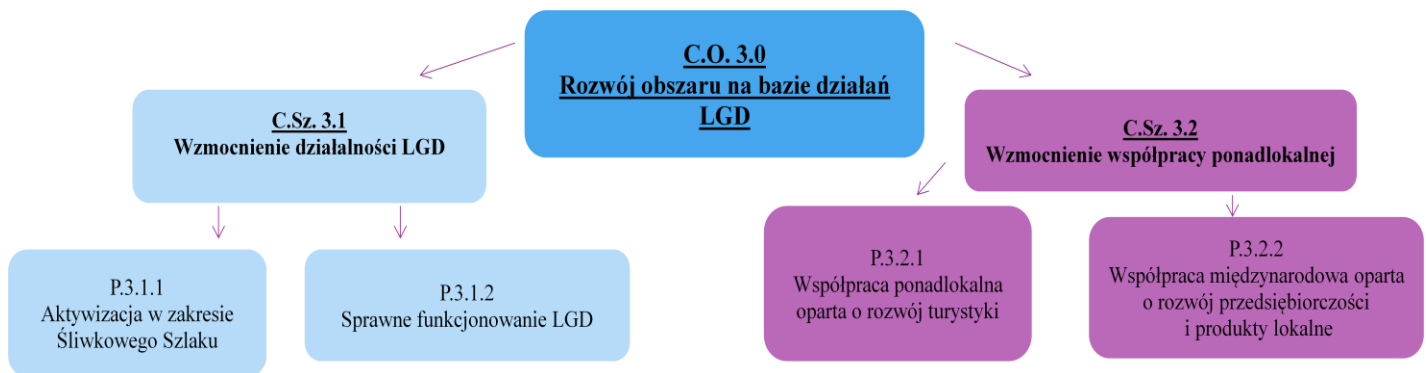 C.O. 3.0
Rozwój obszaru na bazie działań
LGD
C.Sz. 3.1
Wzmocnienie działalności LGD
C.Sz. 3.2
Wzmocnienie współpracy ponadlokalnej
P.3.1.1
Aktywizacja w zakresie
Śliwkowego Szlaku
P.3.1.2
Sprawne funkcjonowanie LGD
P.3.2.1
Współpraca ponadlokalna
oparta o rozwój turystyki
P.3.2.2
Współpraca międzynarodowa oparta
o rozwój przedsiębiorczości
i produkty lokalne